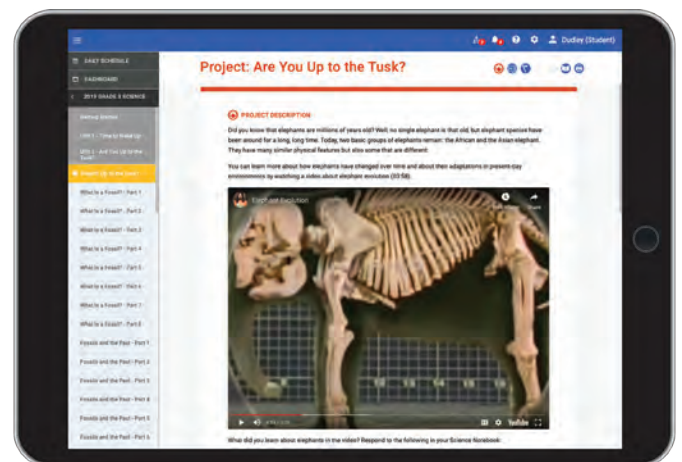 Dudley (Student)
DAILY SCHEDULE
DASHBOARD
2019 GRADE 3 SCIENCE
Getting Started
What Is a Fossil? - Part 1
What Is a Fossil? - Part 2
What Is a Fossil? - Part 3
What Is a Fossil? - Part 4
What Is a Fossil? - Part 5
What Is a Fossil? - Part 6
What Is a Fossil? - Part 7
What Is a Fossil? - Part 8
Fossils and the Past - Part 1
Fossils and the Past - Part 2
Fossils and the Past - Part 3
Fossils and the Past - Part 4
Fossils and the Past - Part 5
Fossils and the Past - Part 6
Project: Are You Up to the Tusk?
PROJECT DESCRIPTION
Did you know that elephants are millions of years old? Well, no single elephant is that old, but elephant species have
been around for a long, long time. Today, two basic groups of elephants remain: the African and the Asian elephant.
They have many similar physical features but also some that are different.
You can learn more about how elephants have changed over time and about their adaptations in present-day
environments by watching a video about elephant evolution (03:58).
Elephant Evolution
Share
YouTube
What did you learn about elephants in the video? Respond to the following in your Science Notebook: